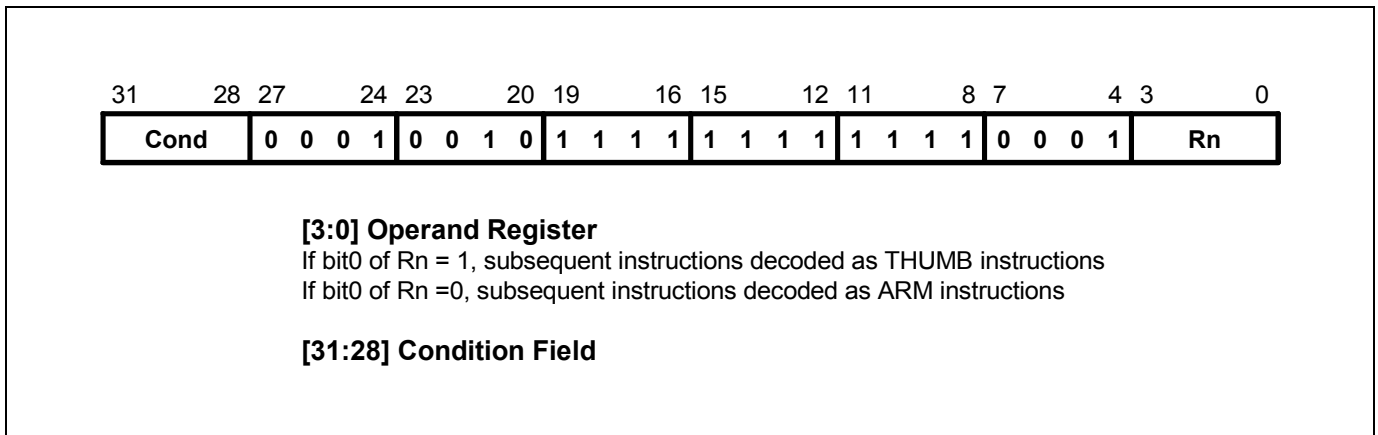 31 28 27 24 23 20 19 16 15 12 11 8 7 4 3 0
Cond 0 0 0 1 0 0 1 0 1 1 1 1 1 1 1 1 1 1 1 1 0 0 0 1 Rn
[3:0] Operand Register
If bit0 of Rn = 1, subsequent instructions decoded as THUMB instructions
If bit0 of Rn =0, subsequent instructions decoded as ARM instructions
[31:28] Condition Field